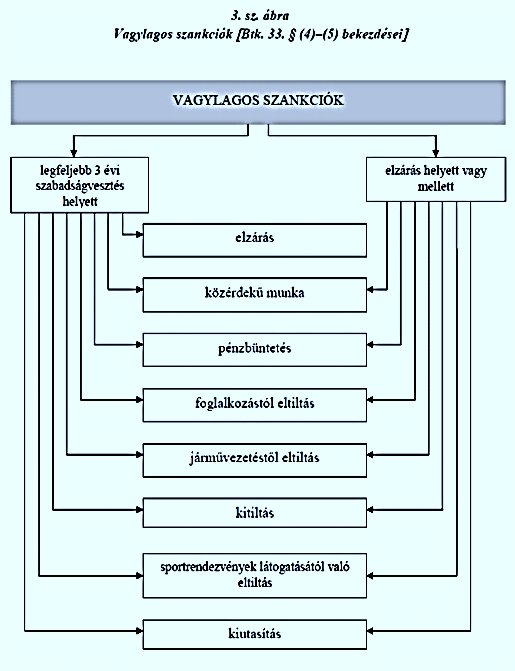 3. sz. ábra
Vagylagos szankciók [Btk. 33. § (4)–(5) bekezdései]
VAGYLAGOS SZANKCIÓK
legfeljebb 3 évi
szabadságvesztés
helyett
elzárás helyett vagy
mellett
elzárás
közérdekű munka
pénzbüntetés
foglalkozástól eltiltás
járművezetéstől eltiltás
kitiltás
sportrendezvények látogatásától való
eltiltás
kiutasítás